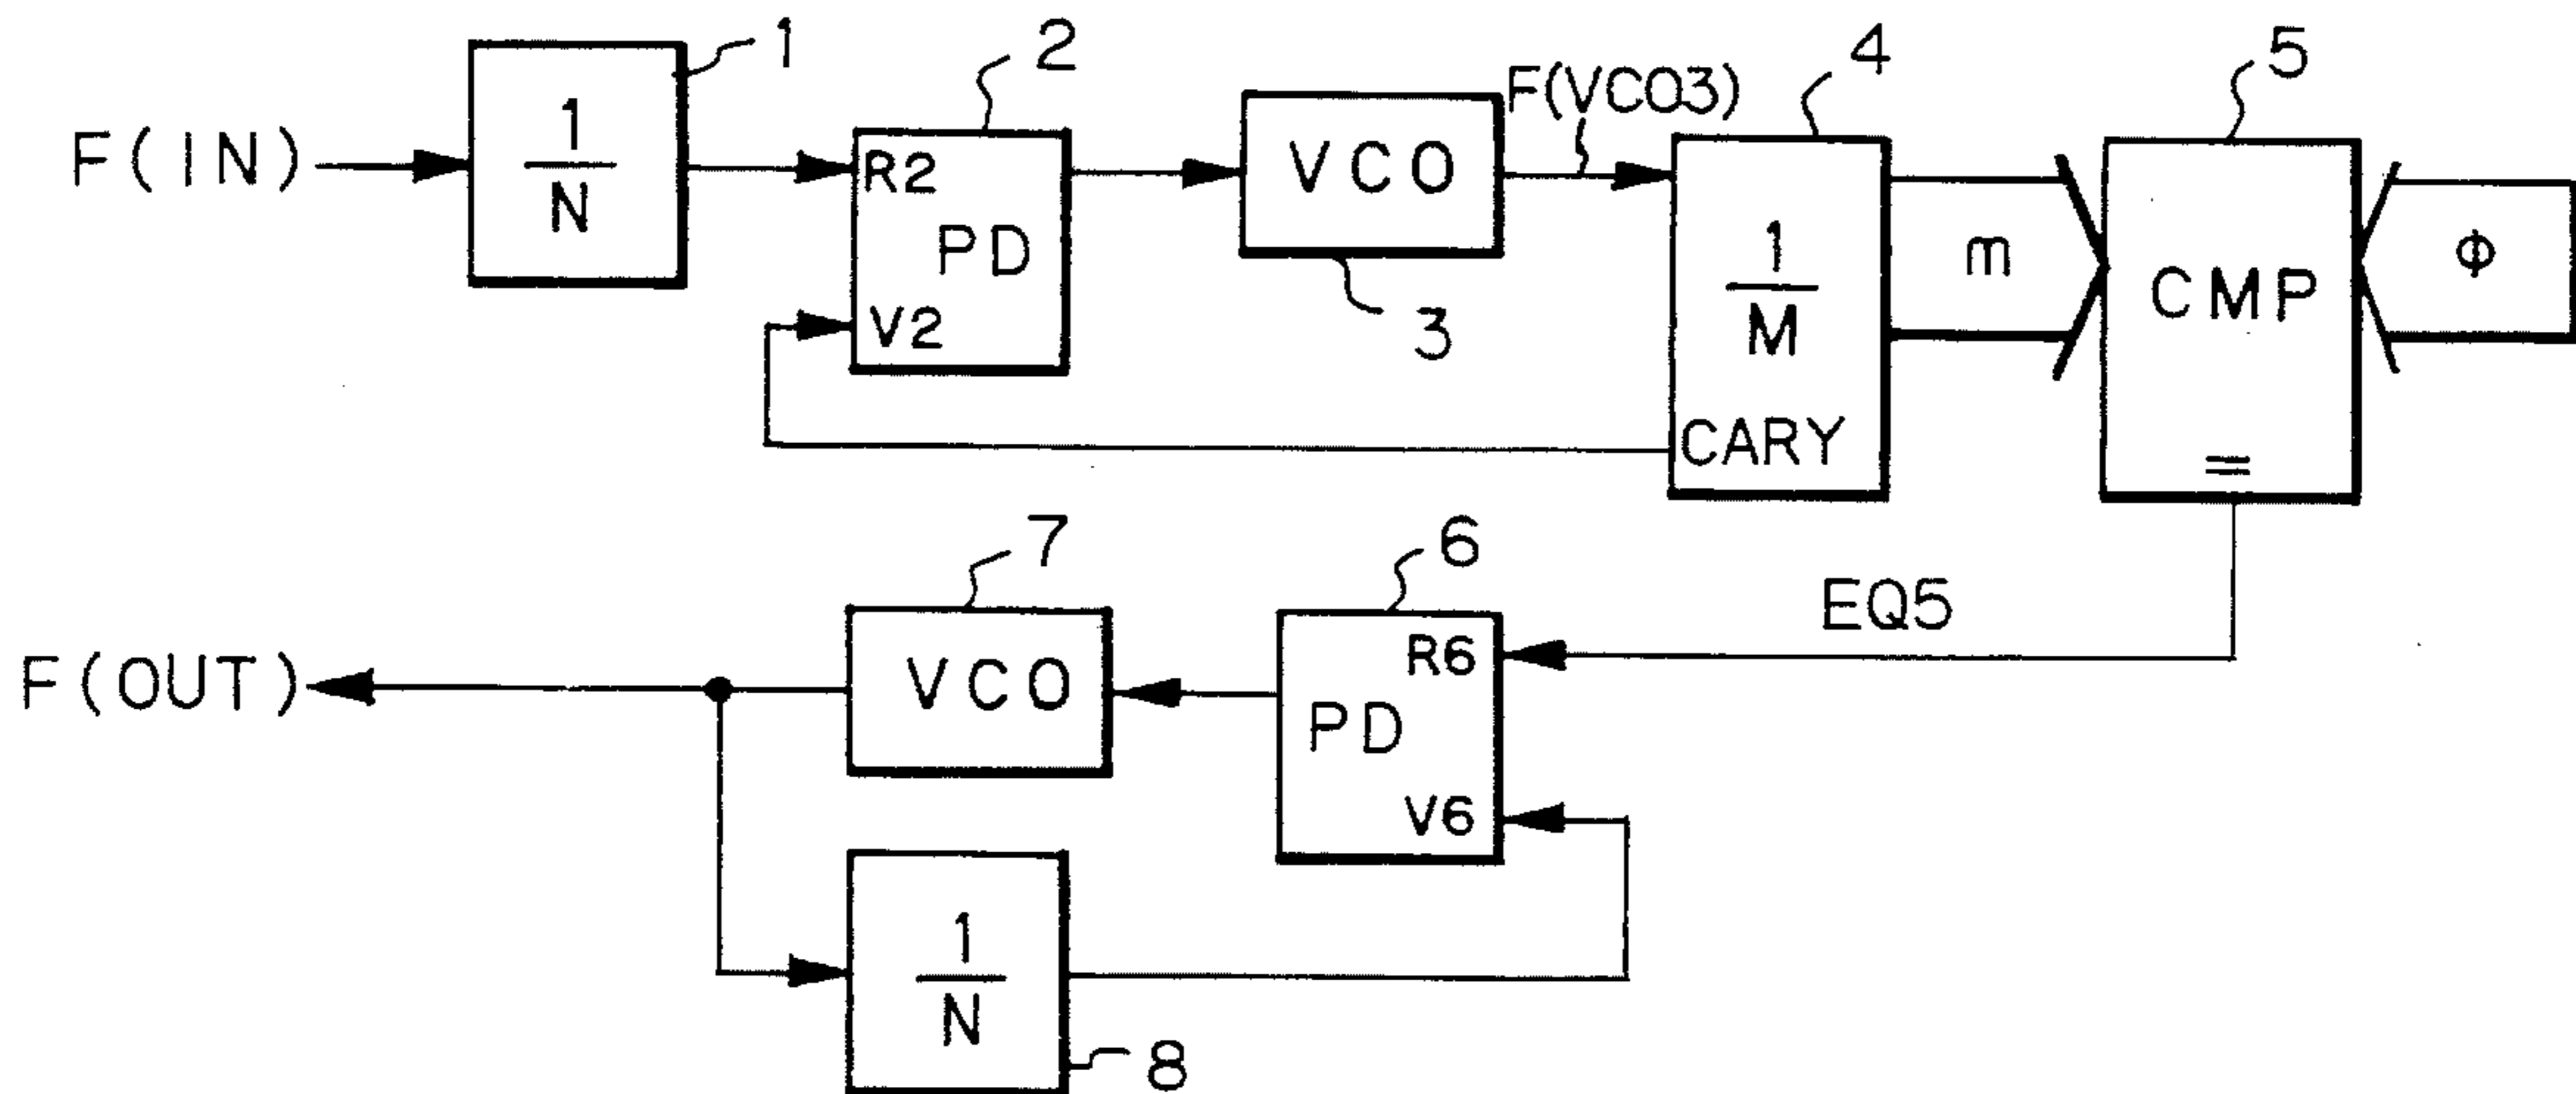 F(IN)
1/N
1
R2
PD
V2
2
VCO
3
F(VCO3)
1/M
CARY
4
m
CMP
=
5
φ
EQ5
R6
PD
V6
6
VCO
7
F(OUT)
1/N
8